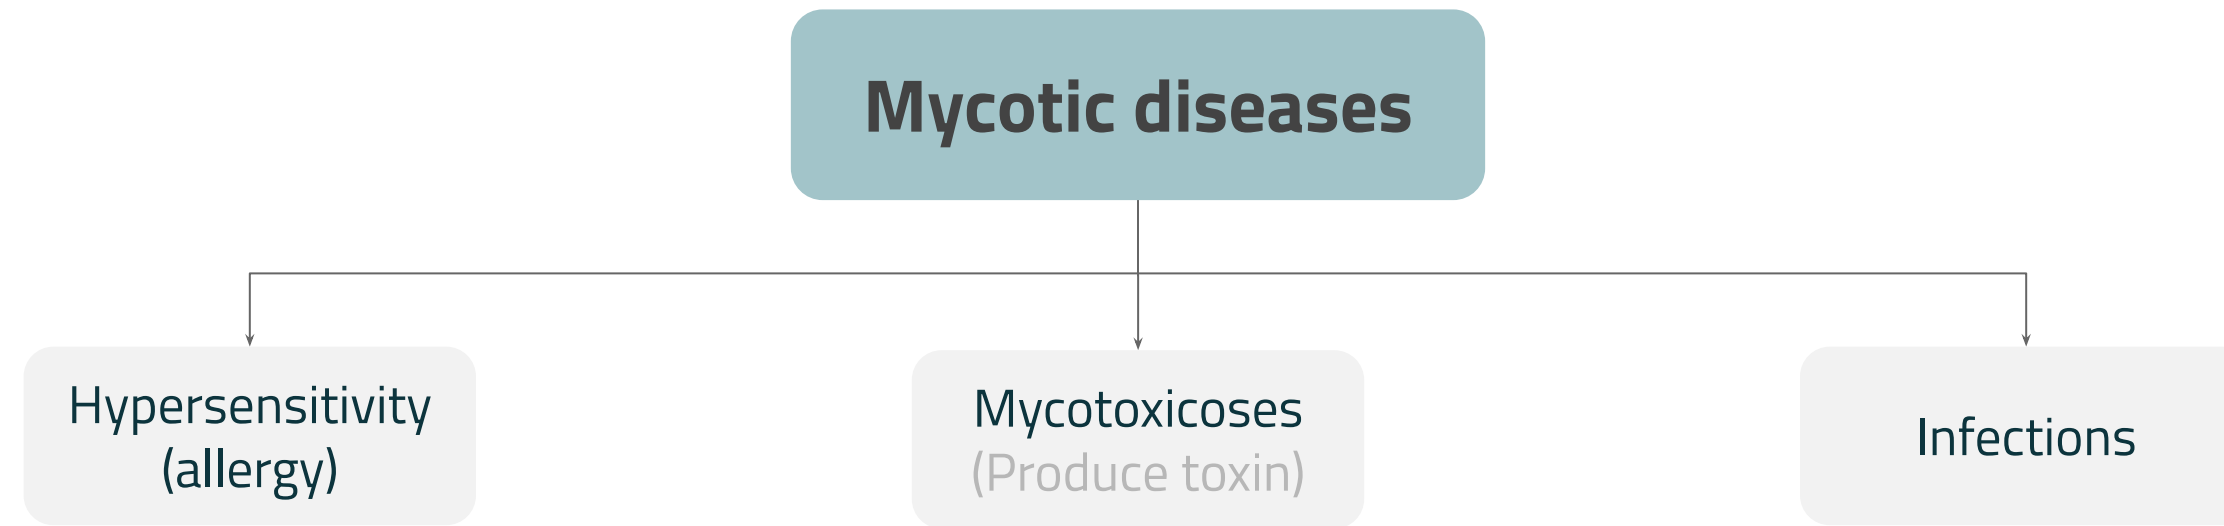 Mycotic diseases
Hypersensitivity
(allergy)
Mycotoxicoses
(Produce toxin)
Infections